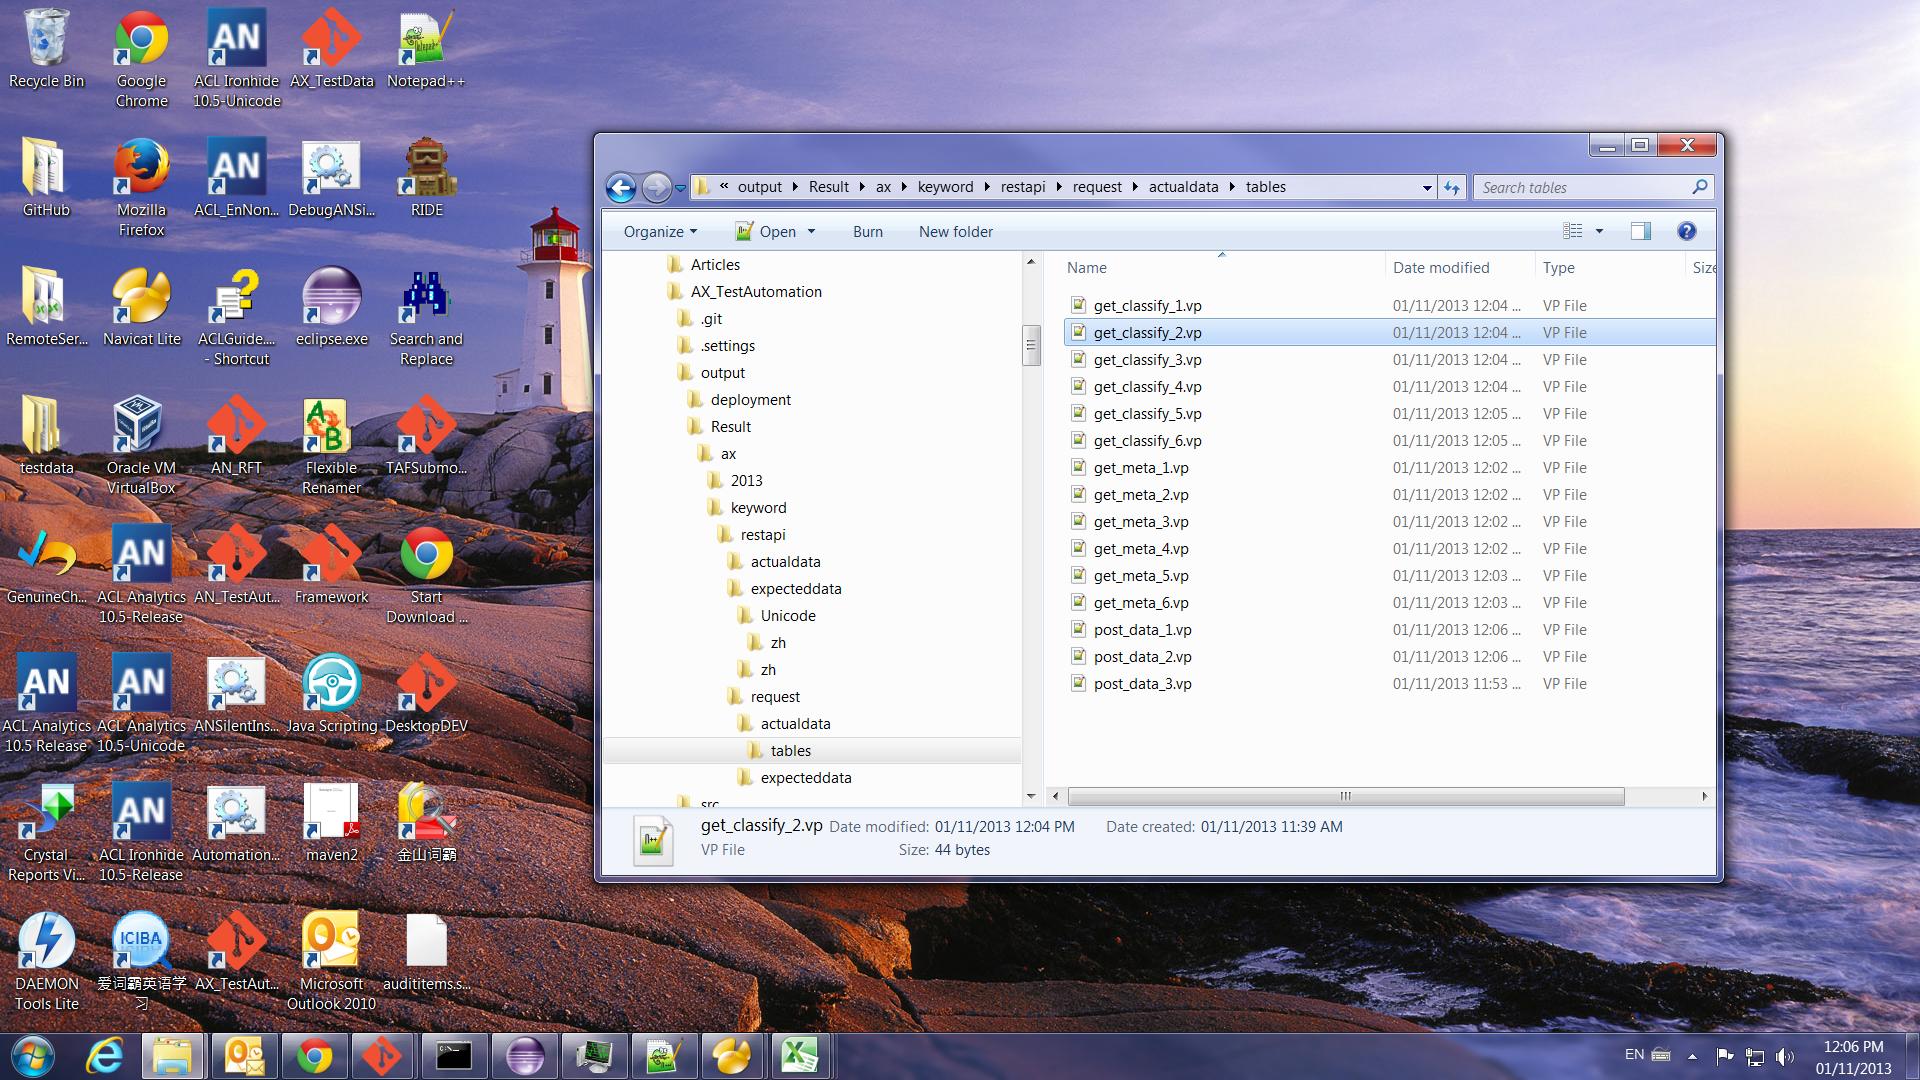 Recycle Bin
Google
Chrome
ACL Ironhide
10.5-Unicode
AX_TestData
Notepad++
GitHub
Mozilla
Firefox
ACL_EnNon...
DebugANSi...
RIDE
RemoteSer...
Navicat Lite
ACLGuide....
- Shortcut
eclipse.exe
Search and
Replace
testdata
Oracle VM
VirtualBox
AN_RFT
Flexible
Renamer
TAFSubmo...
GenuineCh...
ACL Analytics
10.5-Release
AN_TestAut...
Framework
Start
Download ...
ACL Analytics
10.5 Release
ACL Analytics
10.5-Unicode
ANSilentIns...
Java Scripting
DesktopDEV
Crystal
Reports Vi...
ACL Ironhide
10.5-Release
Automation...
maven2
金山词霸
DAEMON
Tools Lite
爱词霸英语学
习
AX_TestAut...
Microsoft
Outlook 2010
audititems.s...
« output Result ax keyword restapi request actualdata tables
Search tables
Organize Open Burn New folder
Articles
AX_TestAutomation
.git
.settings
output
deployment
Result
ax
2013
keyword
restapi
actualdata
expecteddata
Unicode
zh
zh
request
actualdata
tables
expecteddata
src
Name Date modified Type Size
get_classify_1.vp 01/11/2013 12:04 ... VP File
get_classify_2.vp 01/11/2013 12:04 ... VP File
get_classify_3.vp 01/11/2013 12:04 ... VP File
get_classify_4.vp 01/11/2013 12:04 ... VP File
get_classify_5.vp 01/11/2013 12:05 ... VP File
get_classify_6.vp 01/11/2013 12:05 ... VP File
get_meta_1.vp 01/11/2013 12:02 ... VP File
get_meta_2.vp 01/11/2013 12:02 ... VP File
get_meta_3.vp 01/11/2013 12:02 ... VP File
get_meta_4.vp 01/11/2013 12:02 ... VP File
get_meta_5.vp 01/11/2013 12:03 ... VP File
get_meta_6.vp 01/11/2013 12:03 ... VP File
post_data_1.vp 01/11/2013 12:06 ... VP File
post_data_2.vp 01/11/2013 12:06 ... VP File
post_data_3.vp 01/11/2013 11:53 ... VP File
get_classify_2.vp Date modified: 01/11/2013 12:04 PM Date created: 01/11/2013 11:39 AM
VP File Size: 44 bytes
EN
12:06 PM
01/11/2013